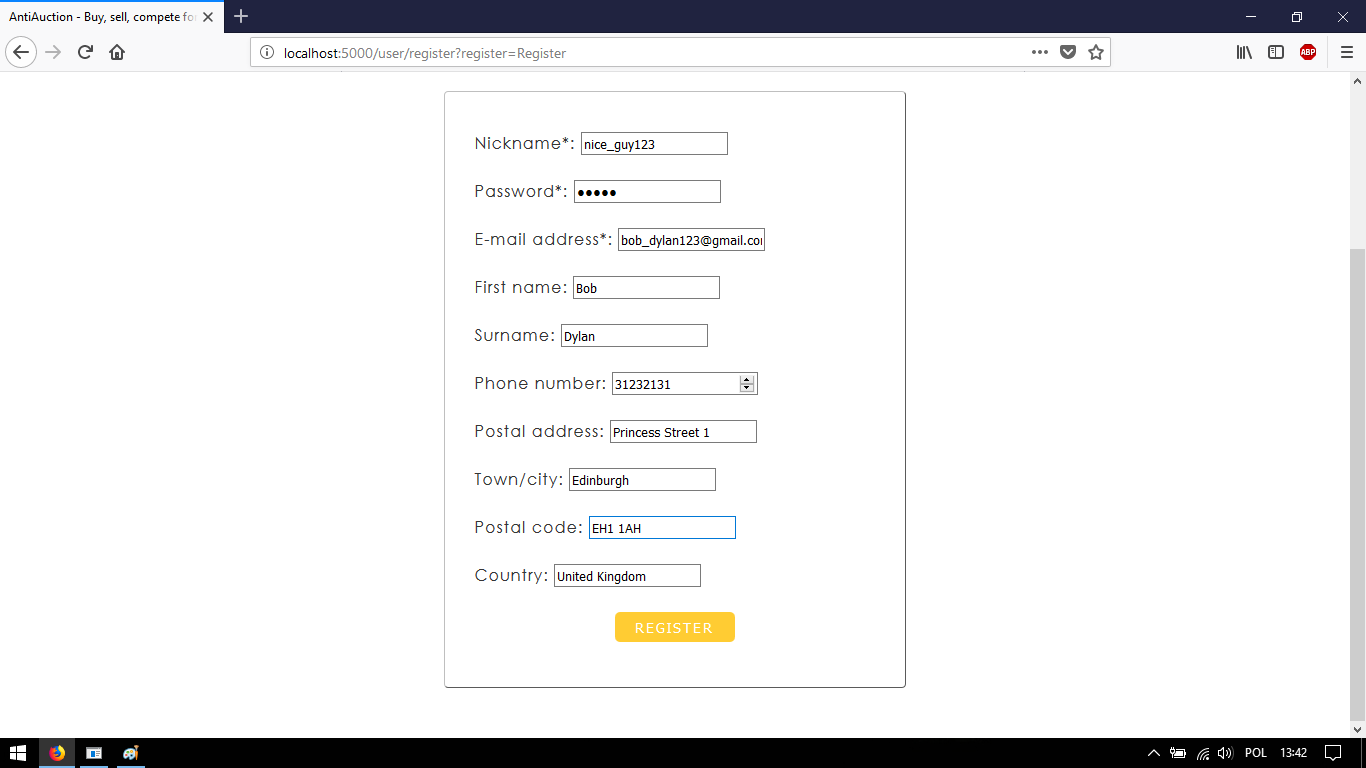 AntiAuction - Buy, sell, compete fo
localhost:5000/user/register?register=Register
ABP
Nickname*: nice_guy123
Password*: •••••
E-mail address*: bob_dylan123@gmail.co
First name: Bob
Surname: Dylan
Phone number: 31232131
Postal address: Princess Street 1
Town/city: Edinburgh
Postal code: EH1 1AH
Country: United Kingdom
REGISTER
POL 13:42